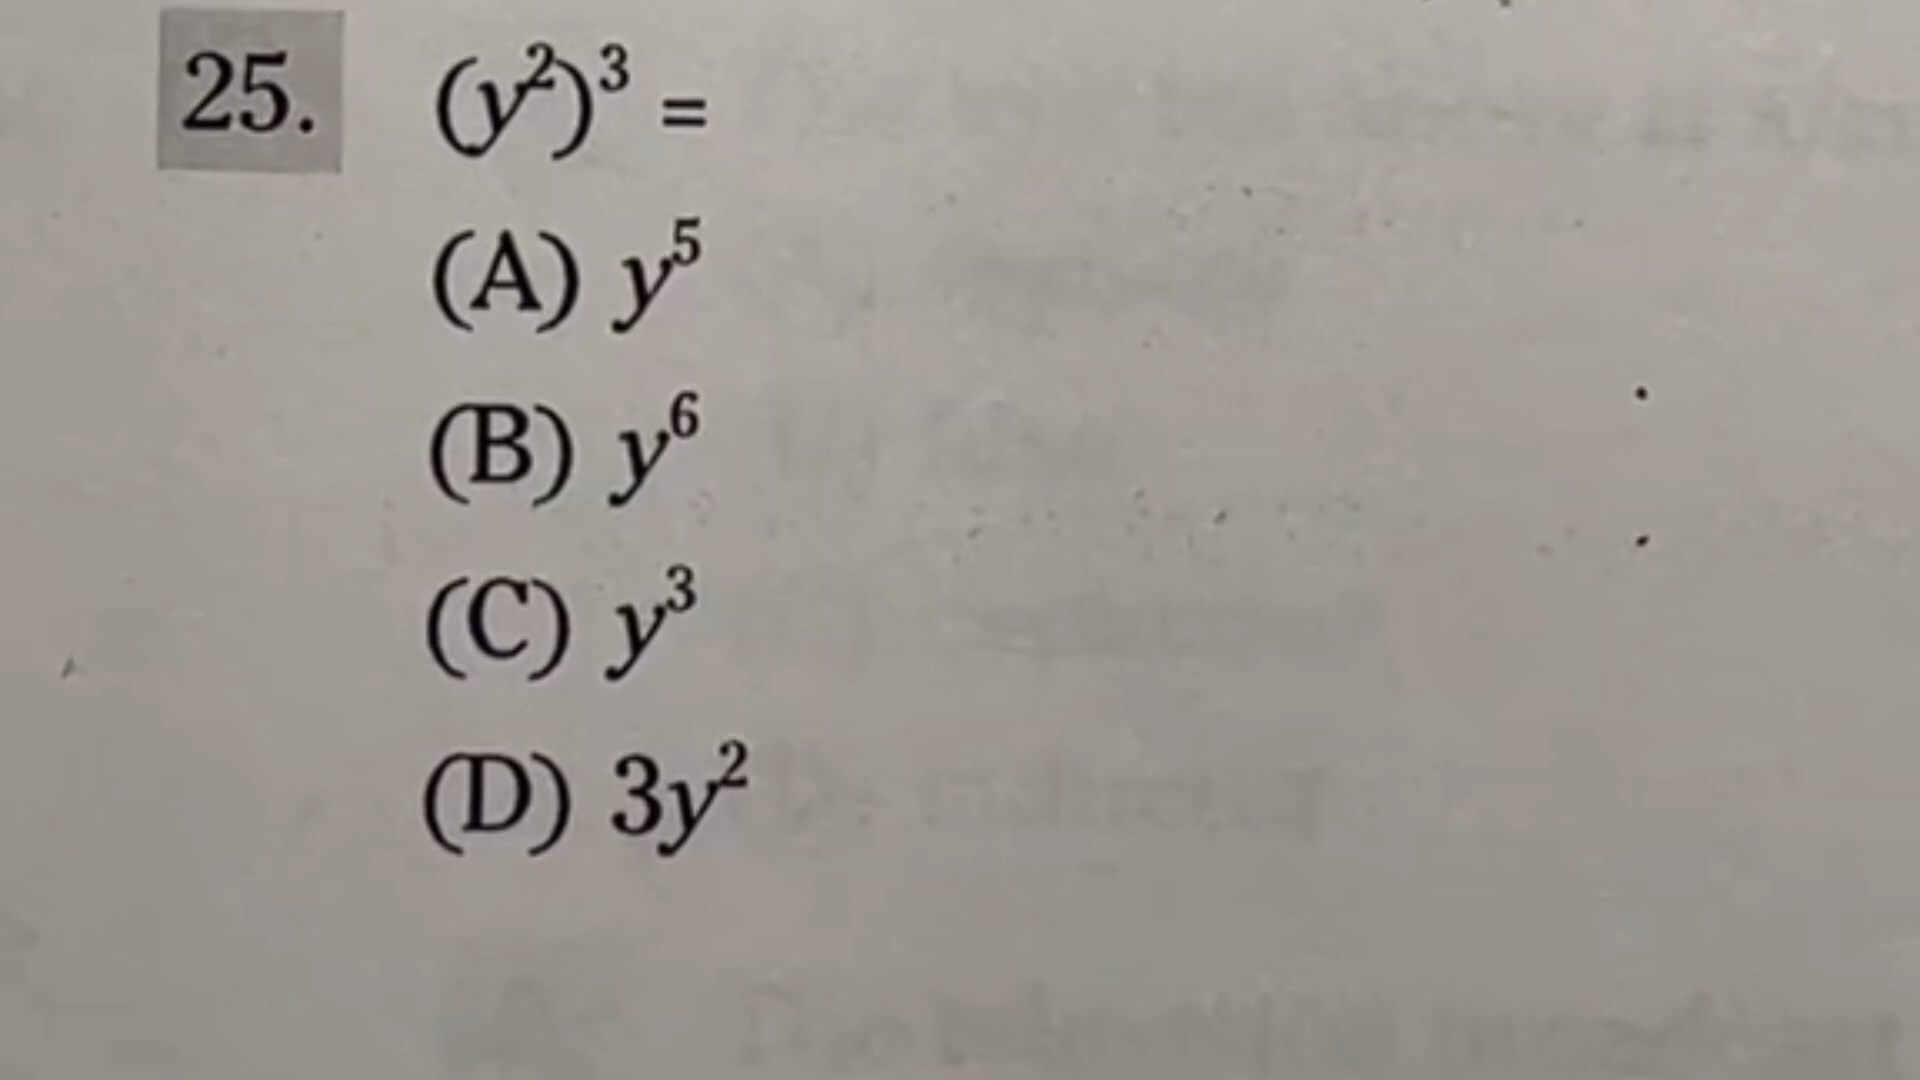 25. (y²)³ =
(A) y⁵
(B) y⁶
(C) y³
(D) 3y²